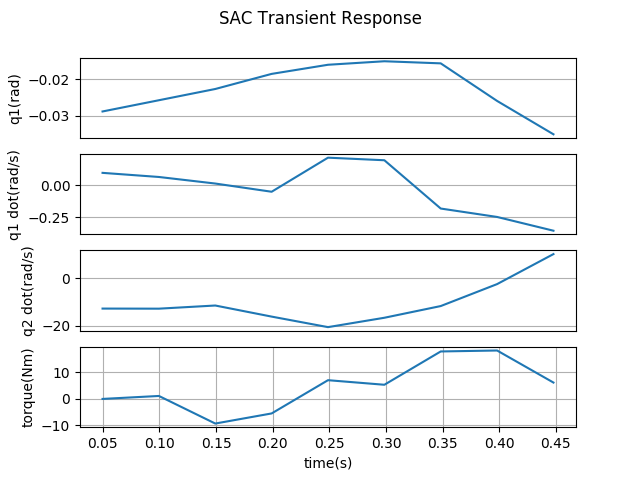 SAC Transient Response
q1(rad)
−0.02
−0.03
q1 dot(rad/s)
0.00
−0.25
q2 dot(rad/s)
0
−20
torque(Nm)
10
0
−10
0.05 0.10 0.15 0.20 0.25 0.30 0.35 0.40 0.45
time(s)